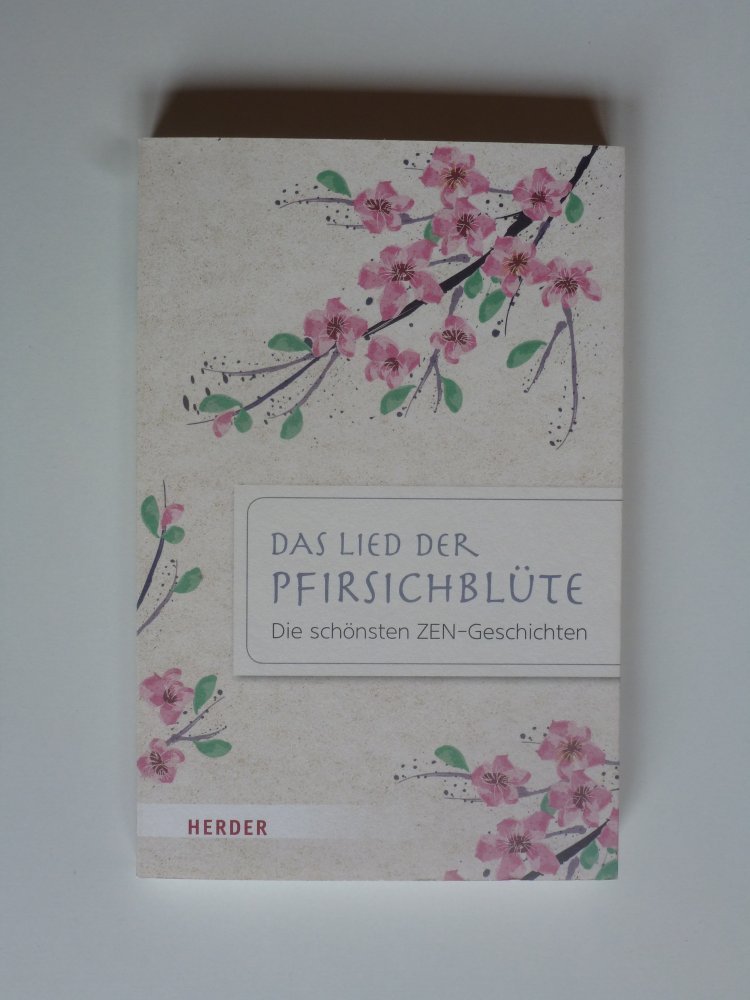 DAS LIED DER
PFIRSICHBLÜTE
Die schönsten ZEN-Geschichten
HERDER